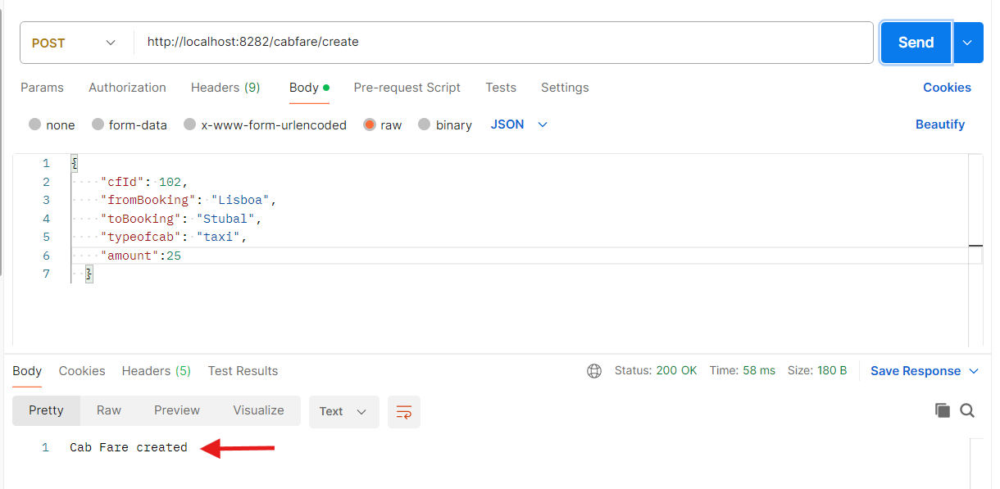 POST http://localhost:8282/cabfare/create Send
Params Authorization Headers (9) Body Pre-request Script Tests Settings Cookies
none form-data x-www-form-urlencoded raw binary JSON Beautify
1 {
2 "cfId": 102,
3 "fromBooking": "Lisboa",
4 "toBooking": "Stubal",
5 "typeofcab": "taxi",
6 "amount":25
7 }
Body Cookies Headers (5) Test Results Status: 200 OK Time: 58 ms Size: 180 B Save Response
Pretty Raw Preview Visualize Text
1 Cab Fare created